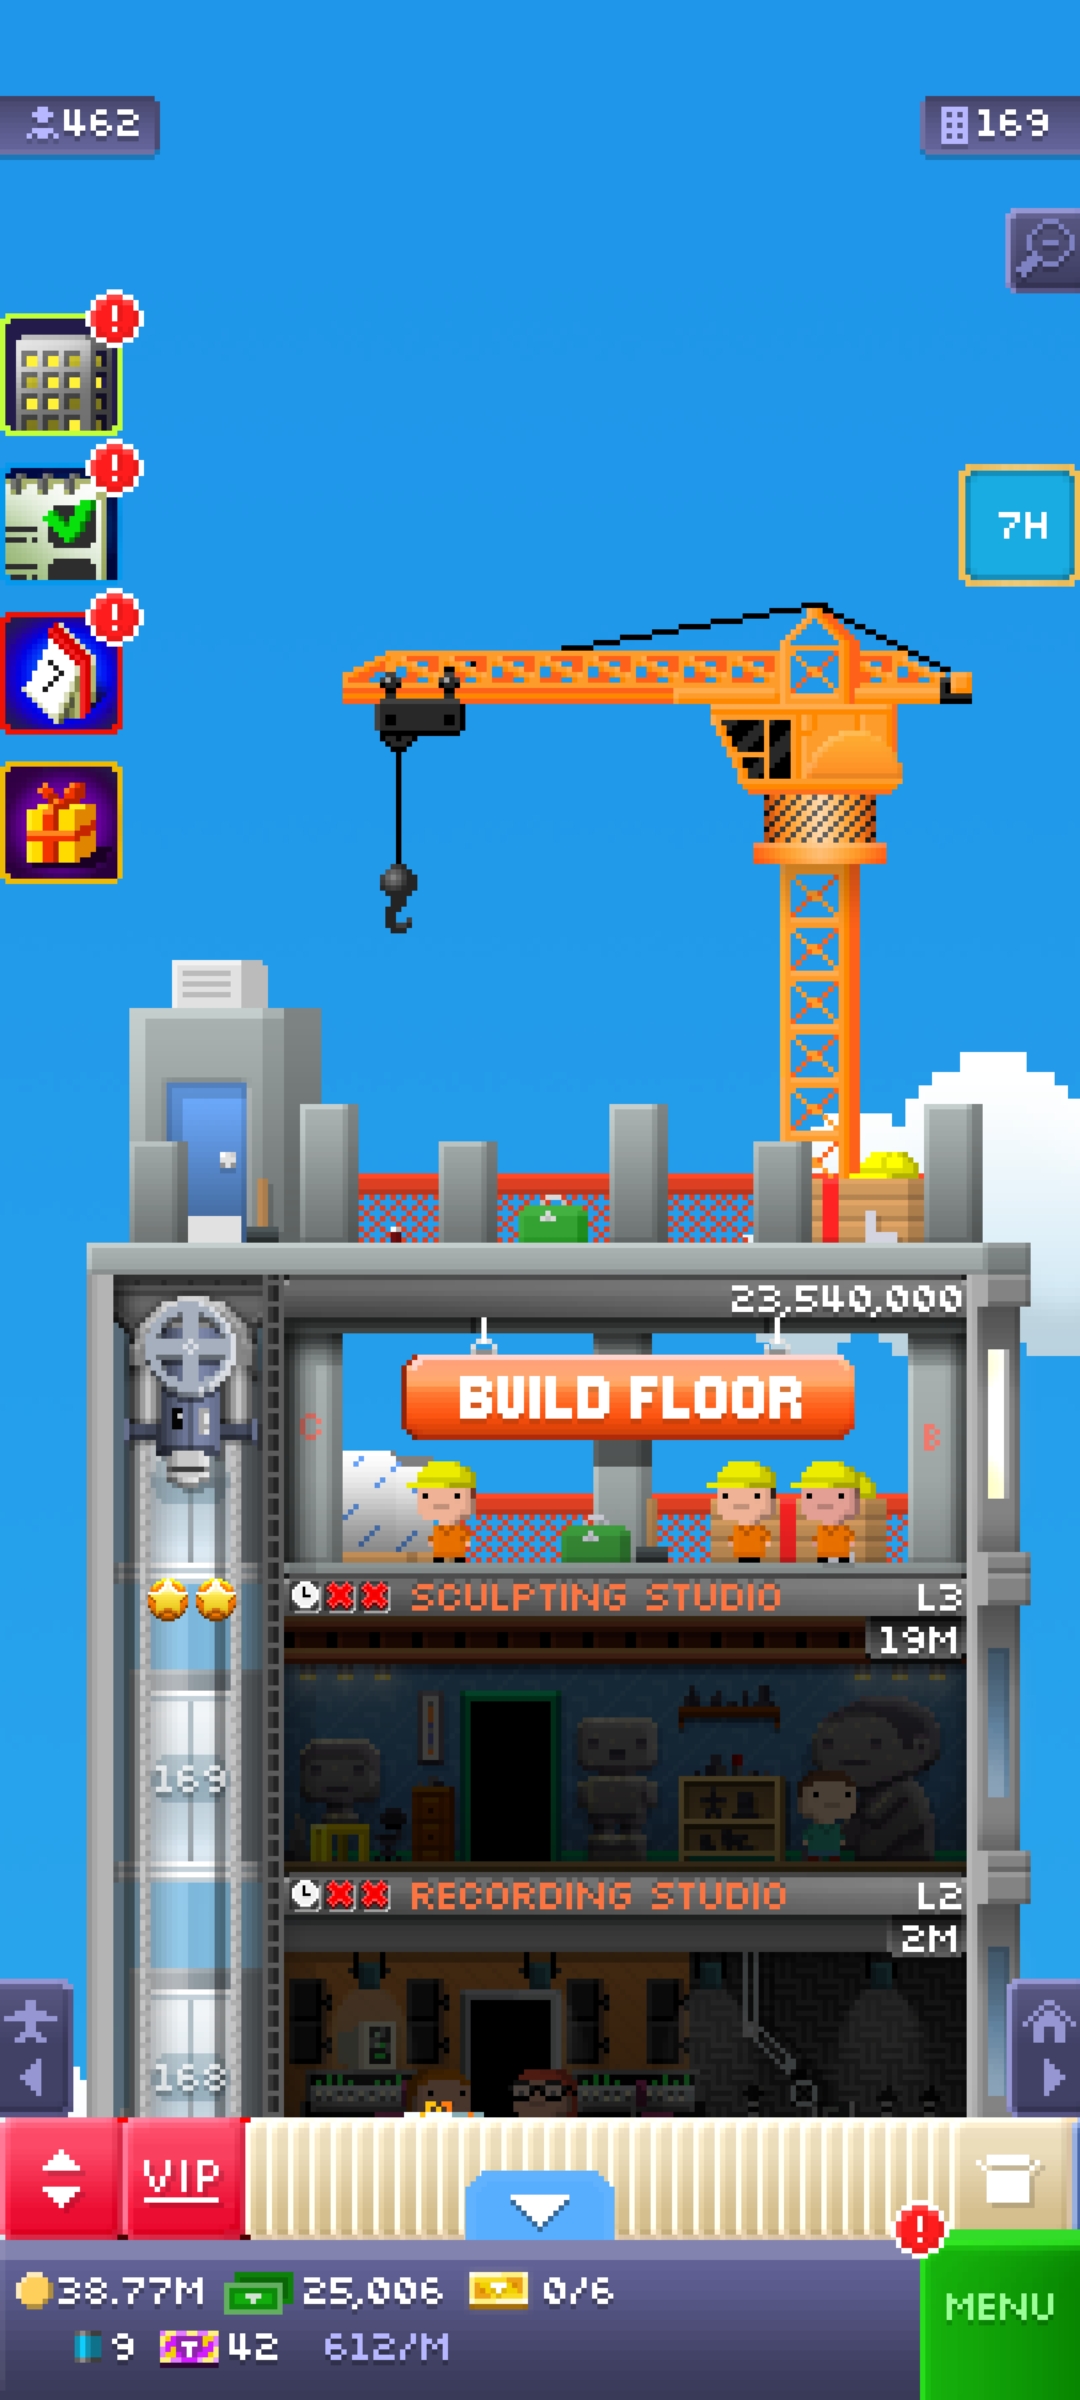 462
169
7H
23,540,000
BUILD FLOOR
C
B
SCULPTING STUDIO L3
19M
169
RECORDING STUDIO L2
2M
168
VIP
38.77M 25,006 0/6
MENU
9 42 612/M